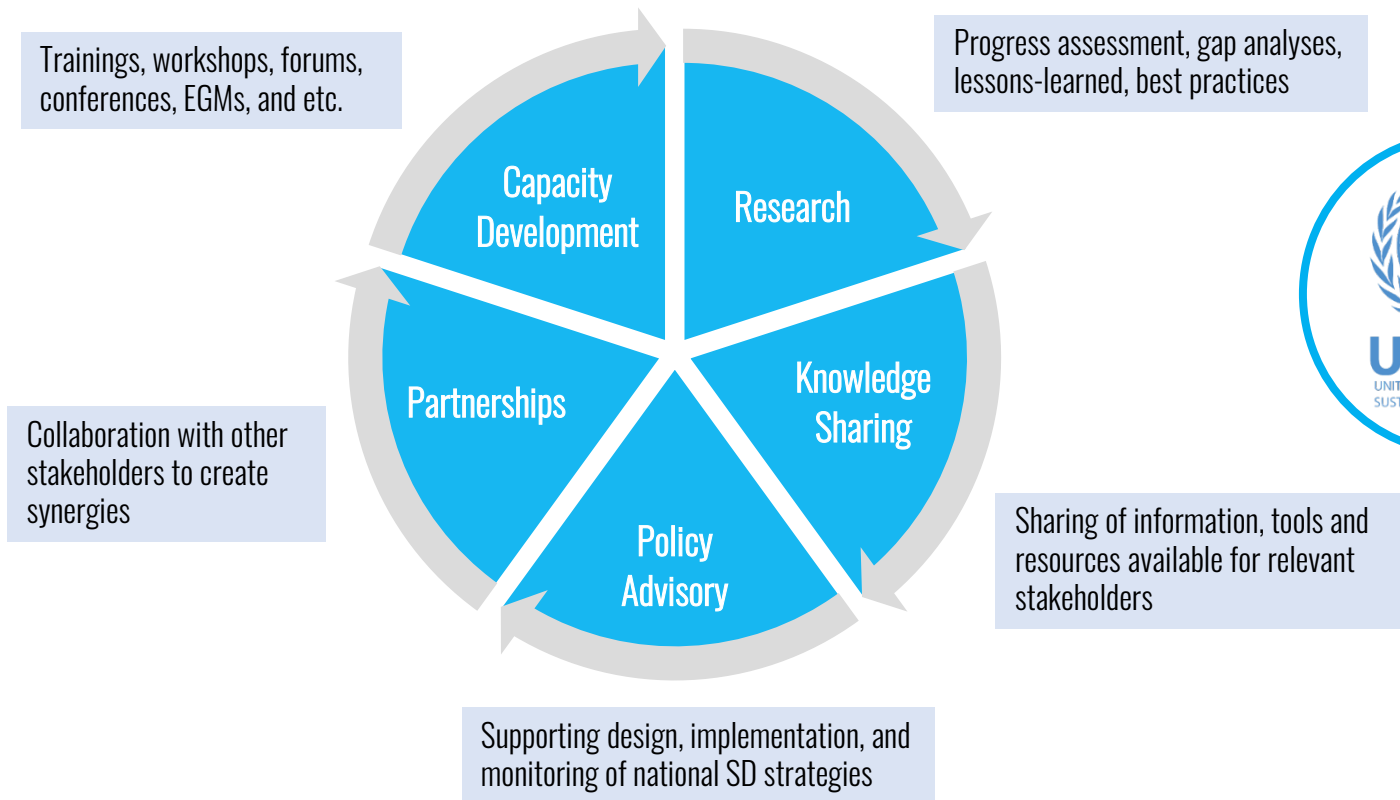 Trainings, workshops, forums,
conferences, EGMs, and etc.
Progress assessment, gap analyses,
lessons-learned, best practices
Capacity
Development
Research
Partnerships
Knowledge
Sharing
Policy
Advisory
Collaboration with other
stakeholders to create
synergies
Sharing of information, tools and
resources available for relevant
stakeholders
Supporting design, implementation, and
monitoring of national SD strategies